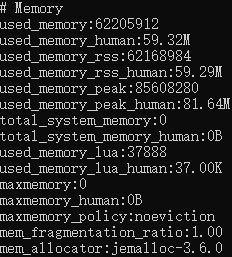 # Memory
used_memory:62205912
used_memory_human:59.32M
used_memory_rss:62168984
used_memory_rss_human:59.29M
used_memory_peak:85608280
used_memory_peak_human:81.64M
total_system_memory:0
total_system_memory_human:0B
used_memory_lua:37888
used_memory_lua_human:37.00K
maxmemory:0
maxmemory_human:0B
maxmemory_policy:noeviction
mem_fragmentation_ratio:1.00
mem_allocator:jemalloc-3.6.0